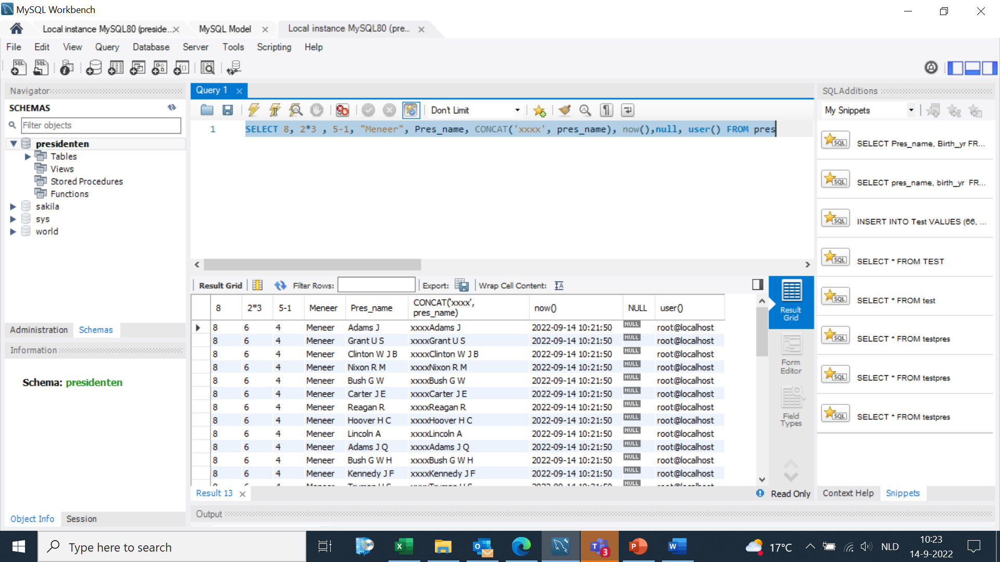 MySQL Workbench
Local instance MySQL80 (preside...
MySQL Model
Local instance MySQL80 (pre...
File Edit View Query Database Server Tools Scripting Help
Navigator
SCHEMAS
Filter objects
presidenten
Tables
Views
Stored Procedures
Functions
sakila
sys
world
Administration Schemas
Information
Schema: presidenten
Object Info Session
Query 1
Don't Limit
1 SELECT 8, 2*3 , 5-1, "Meneer", Pres_name, CONCAT('xxxx', pres_name), now(),null, user() FROM pres
Result Grid Filter Rows: Export: Wrap Cell Content:
8 2*3 5-1 Meneer Pres_name CONCAT('xxxx', pres_name) now() NULL user()
8 6 4 Meneer Adams J xxxxAdams J 2022-09-14 10:21:50 NULL root@localhost
8 6 4 Meneer Grant U S xxxxGrant U S 2022-09-14 10:21:50 NULL root@localhost
8 6 4 Meneer Clinton W J B xxxxClinton W J B 2022-09-14 10:21:50 NULL root@localhost
8 6 4 Meneer Nixon R M xxxxNixon R M 2022-09-14 10:21:50 NULL root@localhost
8 6 4 Meneer Bush G W xxxxBush G W 2022-09-14 10:21:50 NULL root@localhost
8 6 4 Meneer Carter J E xxxxCarter J E 2022-09-14 10:21:50 NULL root@localhost
8 6 4 Meneer Reagan R xxxxReagan R 2022-09-14 10:21:50 NULL root@localhost
8 6 4 Meneer Hoover H C xxxxHoover H C 2022-09-14 10:21:50 NULL root@localhost
8 6 4 Meneer Lincoln A xxxxLincoln A 2022-09-14 10:21:50 NULL root@localhost
8 6 4 Meneer Adams J Q xxxxAdams J Q 2022-09-14 10:21:50 NULL root@localhost
8 6 4 Meneer Bush G W H xxxxBush G W H 2022-09-14 10:21:50 NULL root@localhost
8 6 4 Meneer Kennedy J F xxxxKennedy J F 2022-09-14 10:21:50 NULL root@localhost
NULL
Result Grid
Form Editor
Field Types
Result 13
Read Only
Output
SQLAdditions
My Snippets
SELECT Pres_name, Birth_yr FR...
SELECT pres_name, birth_yr FR...
INSERT INTO Test VALUES (66, ...
SELECT * FROM TEST
SELECT * FROM test
SELECT * FROM testpres
SELECT * FROM testpres
SELECT * FROM testpres
Context Help Snippets
Type here to search
3
17°C
NLD
10:23
14-9-2022